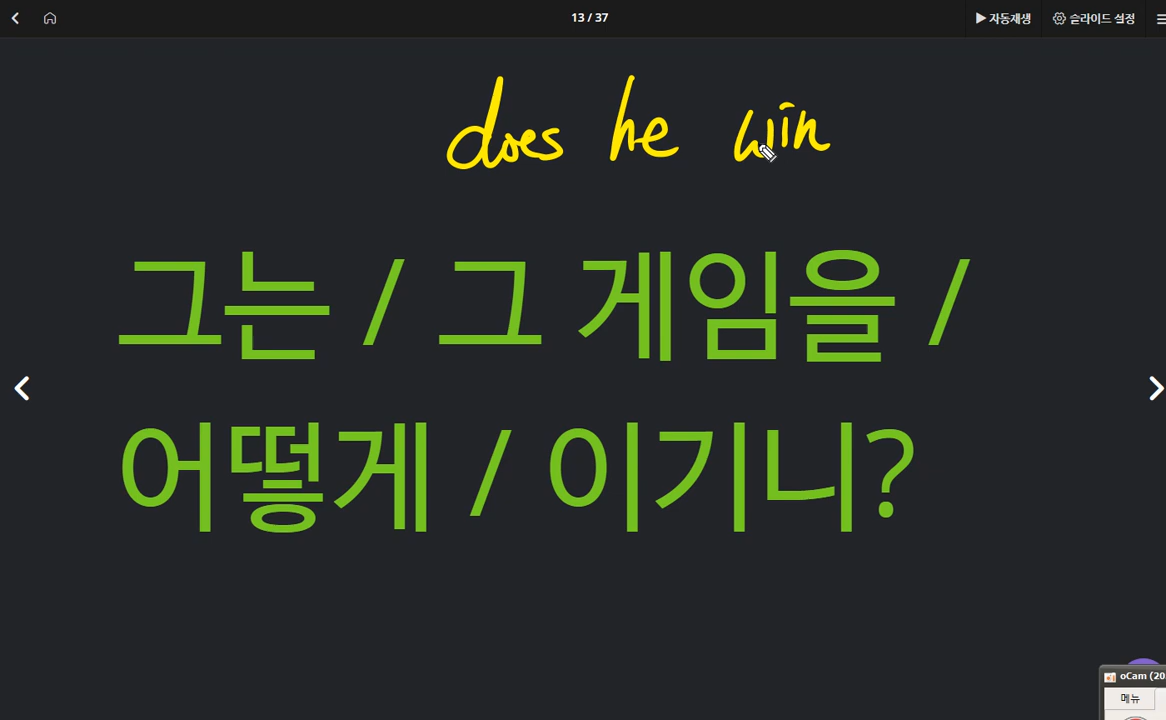 13 / 37
▶ 자동재생
슬라이드 설정
does he win
그는 / 그 게임을 /
어떻게 / 이기니?
oCam (20
메뉴